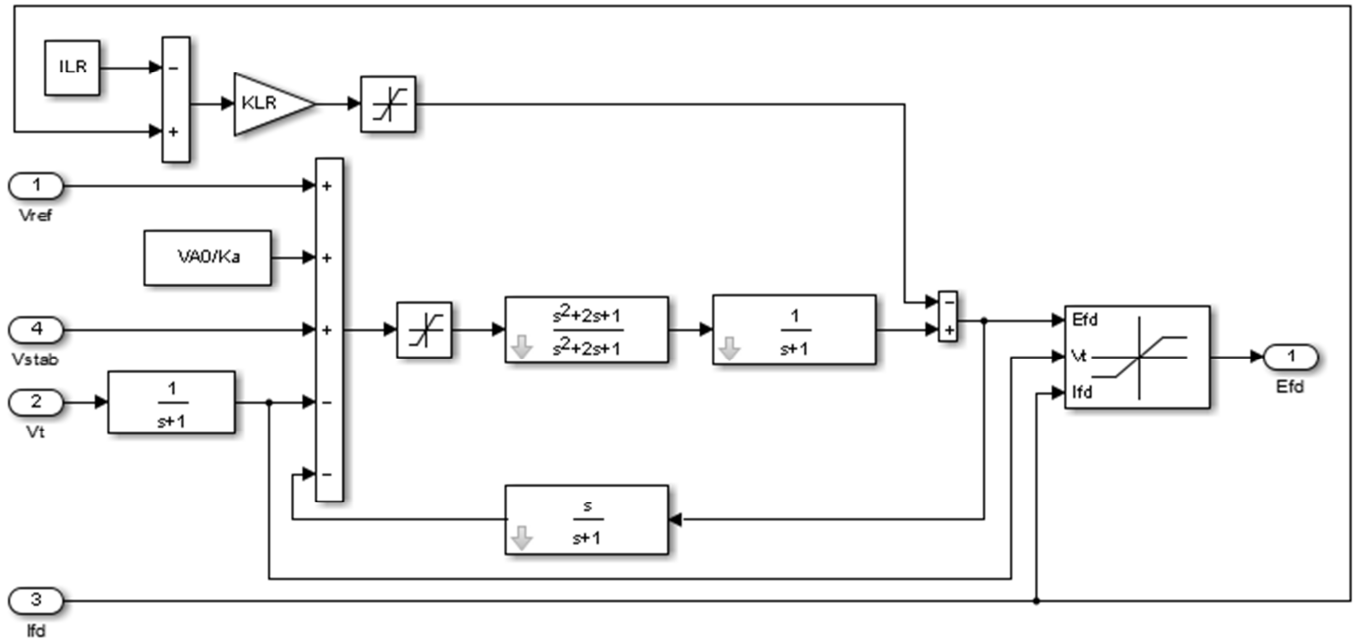 ILR
-
KLR
+
1
+
Vref
VA0/Ka
+
4
+
Vstab
s²+2s+1
s²+2s+1
1
s+1
-
+
Efd
Vt
Ifd
1
Efd
2
Vt
1
s+1
-
-
s
s+1
3
Ifd